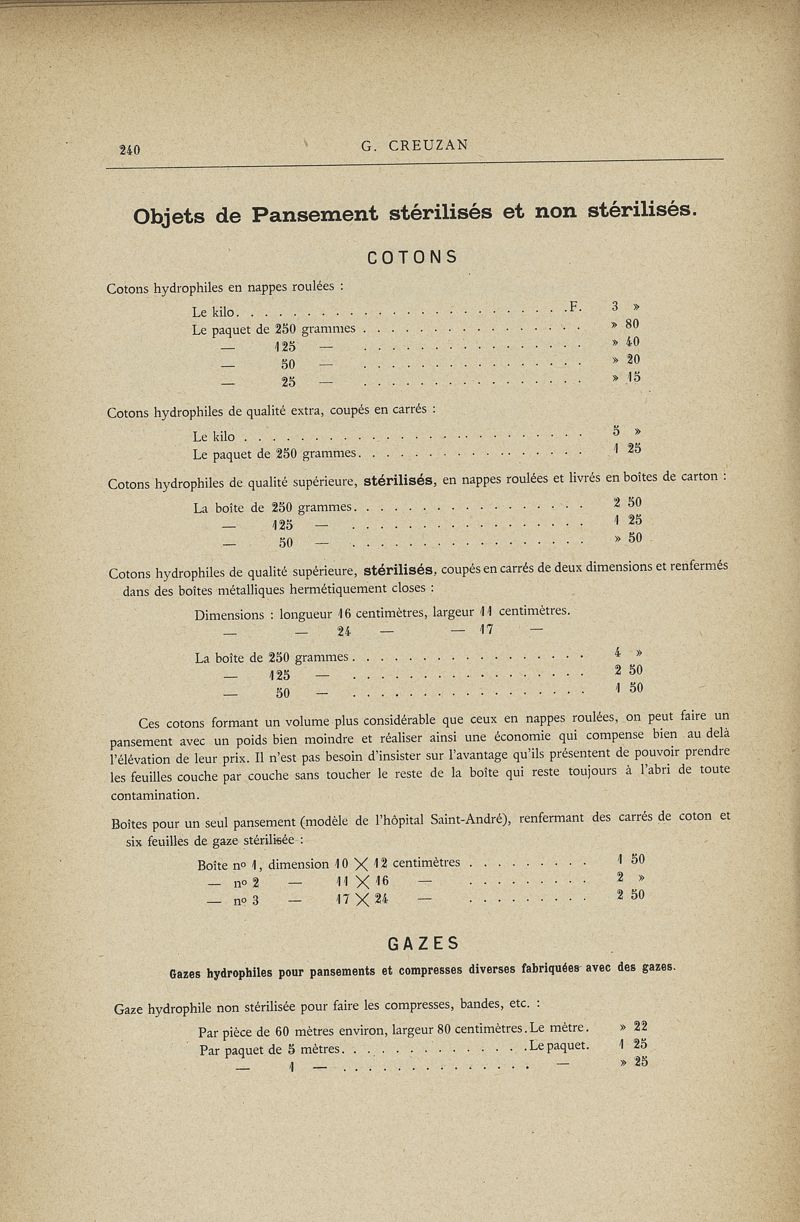 240
G. CREUZAN
Objets de Pansement stérilisés et non stérilisés.
COTONS
Cotons hydrophiles en nappes roulées :
Le kilo. . . . . . . . . . . . . . . . . . . . . . . .F. 3 »
Le paquet de 250 grammes . . . . . . . . . . . . . . . . » 80
— 125 — . . . . . . . . . . . . . . . . » 40
— 50 — . . . . . . . . . . . . . . . . » 20
— 25 — . . . . . . . . . . . . . . . . » 15
Cotons hydrophiles de qualité extra, coupés en carrés :
Le kilo . . . . . . . . . . . . . . . . . . . . . . . . 5 »
Le paquet de 250 grammes. . . . . . . . . . . . . . . . 1 25
Cotons hydrophiles de qualité supérieure, stérilisés, en nappes roulées et livrés en boîtes de carton :
La boîte de 250 grammes. . . . . . . . . . . . . . . . . 2 50
— 125 — . . . . . . . . . . . . . . . . . 1 25
— 50 — . . . . . . . . . . . . . . . . . » 50
Cotons hydrophiles de qualité supérieure, stérilisés, coupés en carrés de deux dimensions et renfermés
dans des boîtes métalliques hermétiquement closes :
Dimensions : longueur 16 centimètres, largeur 11 centimètres.
— — 24 — — 17 —
La boîte de 250 grammes. . . . . . . . . . . . . . . . . 4 »
— 125 — . . . . . . . . . . . . . . . . . 2 50
— 50 — . . . . . . . . . . . . . . . . . 1 50
Ces cotons formant un volume plus considérable que ceux en nappes roulées, on peut faire un
pansement avec un poids bien moindre et réaliser ainsi une économie qui compense bien au delà
l'élévation de leur prix. Il n'est pas besoin d'insister sur l'avantage qu'ils présentent de pouvoir prendre
les feuilles couche par couche sans toucher le reste de la boîte qui reste toujours à l'abri de toute
contamination.
Boîtes pour un seul pansement (modèle de l'hôpital Saint-André), renfermant des carrés de coton et
six feuilles de gaze stérilisée :
Boîte nº 1, dimension 10 X 12 centimètres . . . . . . . . . 1 50
— nº 2 — 11 X 16 — . . . . . . . . . 2 »
— nº 3 — 17 X 24 — . . . . . . . . . 2 50
GAZES
Gazes hydrophiles pour pansements et compresses diverses fabriquées avec des gazes.
Gaze hydrophile non stérilisée pour faire les compresses, bandes, etc. :
Par pièce de 60 mètres environ, largeur 80 centimètres. Le mètre. » 22
Par paquet de 5 mètres. . . . . . . . . . . . . . Le paquet. 1 25
— 1 — . . . . . . . . . . . . . . — » 25